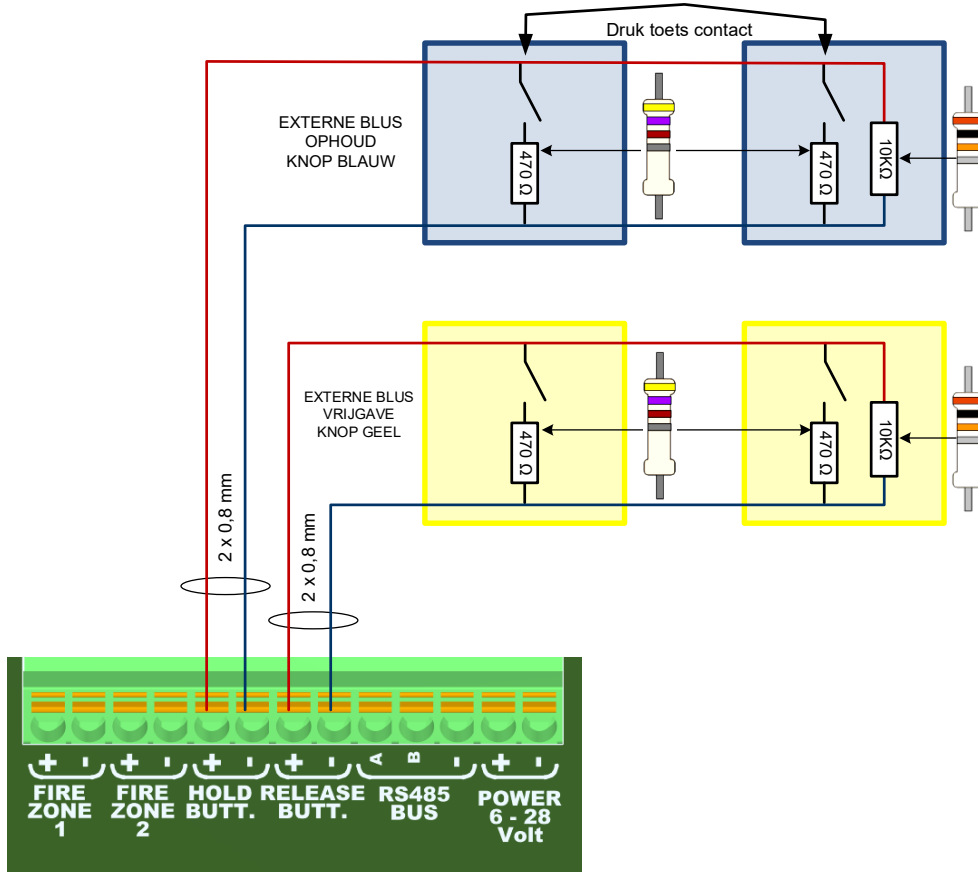 Druk toets contact
EXTERNE BLUS
OPHOUD
KNOP BLAUW
470 Ω
470 Ω
10KΩ
EXTERNE BLUS
VRIJGAVE
KNOP GEEL
470 Ω
470 Ω
10KΩ
2 x 0,8 mm
2 x 0,8 mm
+ - + - + - + - A B - + -
FIRE ZONE 1
FIRE ZONE 2
HOLD BUTT.
RELEASE BUTT.
RS485 BUS
POWER 6 - 28 Volt